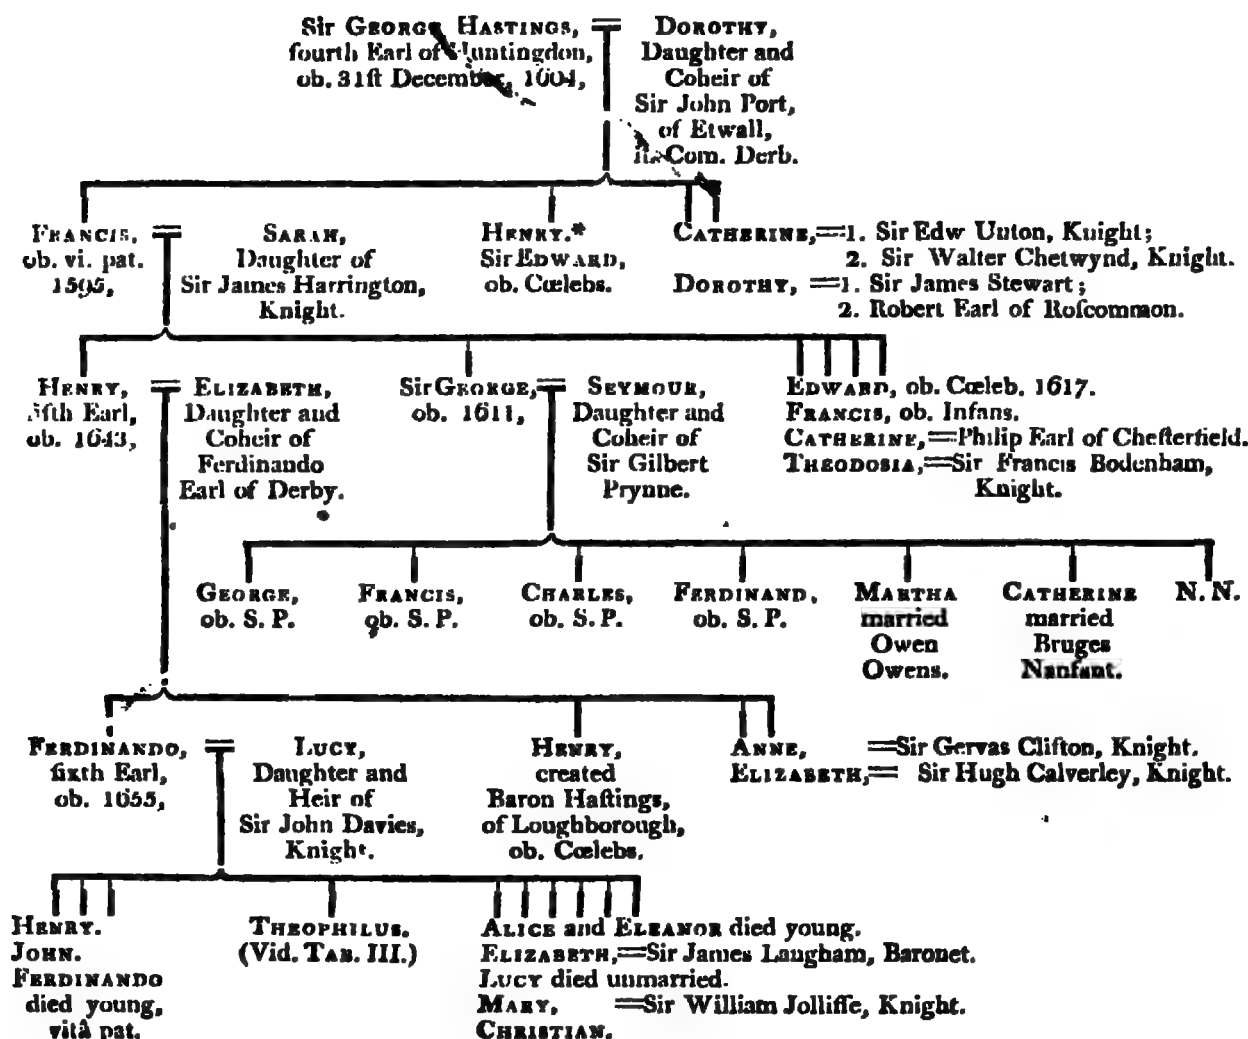 Sir GEORGE HASTINGS,
fourth Earl of Huntingdon,
ob. 31ſt December, 1604,
DOROTHY,
Daughter and
Coheir of
Sir John Port,
of Etwall,
Com. Derb.
FRANCIS,
ob. vi. pat.
1595,
SARAH,
Daughter of
Sir James Harrington,
Knight.
HENRY.*
Sir EDWARD,
ob. Cœlebs.
CATHERINE,=1. Sir Edw Unton, Knight;
2. Sir Walter Chetwynd, Knight.
DOROTHY, =1. Sir James Stewart;
2. Robert Earl of Roſcommon.
HENRY,
fifth Earl,
ob. 1643,
ELIZABETH,
Daughter and
Coheir of
Ferdinando
Earl of Derby.
Sir GEORGE,
ob. 1611,
SEYMOUR,
Daughter and
Coheir of
Sir Gilbert
Prynne.
EDWARD, ob. Cœleb. 1617.
FRANCIS, ob. Infans.
CATHERINE,=Philip Earl of Cheſterfield.
THEODOSIA,=Sir Francis Bodenham,
Knight.
GEORGE,
ob. S. P.
FRANCIS,
ob. S. P.
CHARLES,
ob. S. P.
FERDINAND,
ob. S. P.
MARTHA
married
Owen
Owens.
CATHERINE
married
Bruges
Nanfant.
N. N.
FERDINANDO,
ſixth Earl,
ob. 1655,
LUCY,
Daughter and
Heir of
Sir John Davies,
Knight.
HENRY,
created
Baron Haſtings,
of Loughborough,
ob. Cœlebs.
ANNE, =Sir Gervas Clifton, Knight.
ELIZABETH,= Sir Hugh Calverley, Knight.
HENRY.
JOHN.
FERDINANDO
died young,
vitâ pat.
THEOPHILUS.
(Vid. TAB. III.)
ALICE and ELEANOR died young.
ELIZABETH,=Sir James Langham, Baronet.
LUCY died unmarried.
MARY, =Sir William Jolliffe, Knight.
CHRISTIAN.